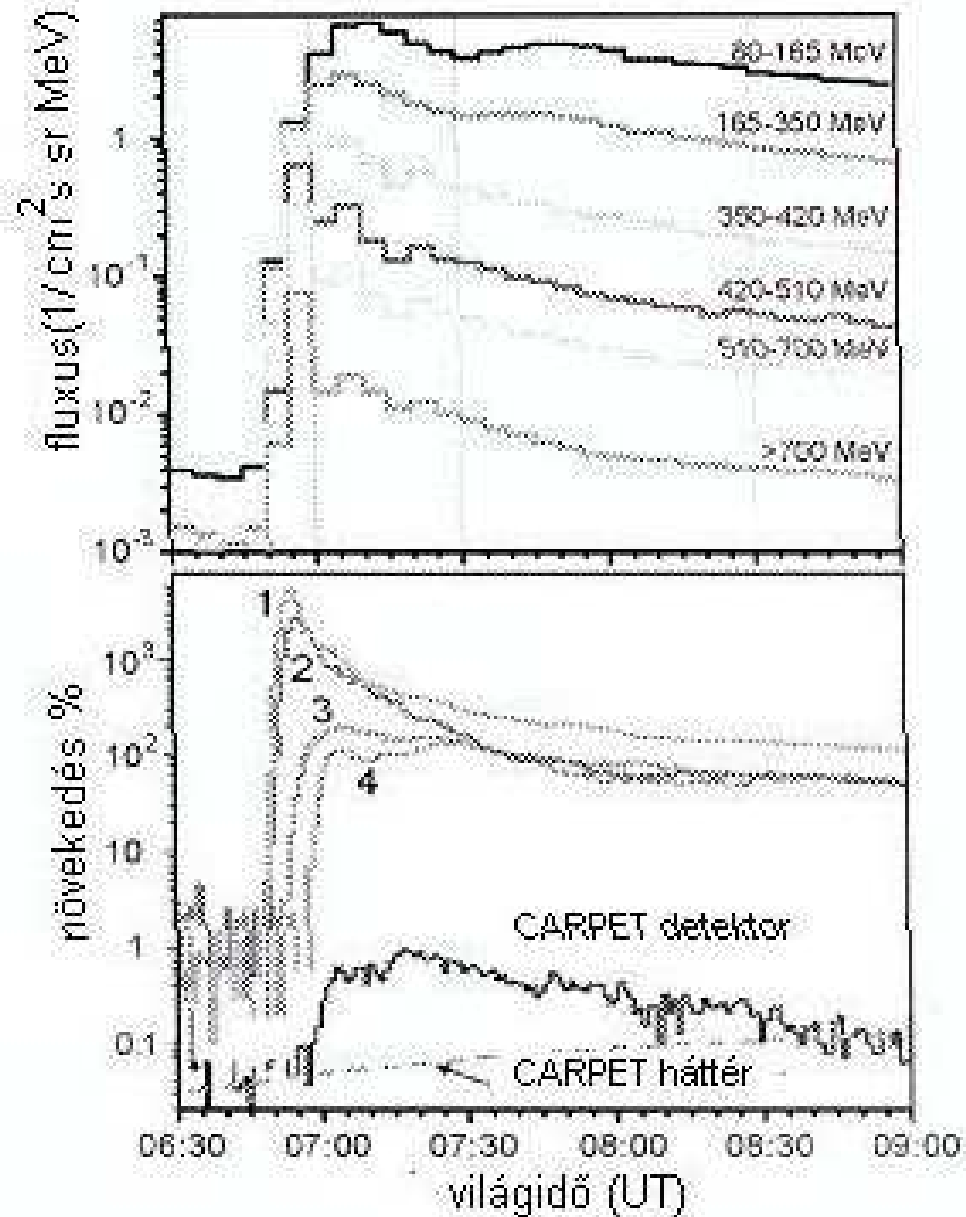 fluxus(1/cm² s sr MeV)
1
10⁻¹
10⁻²
10⁻³
80-165 MeV
165-350 MeV
350-420 MeV
420-510 MeV
510-700 MeV
>700 MeV
növekedés %
10³
10²
10
1
0.1
1
2
3
4
CARPET detektor
CARPET háttér
06:30 07:00 07:30 08:00 08:30 09:00
világidő (UT)